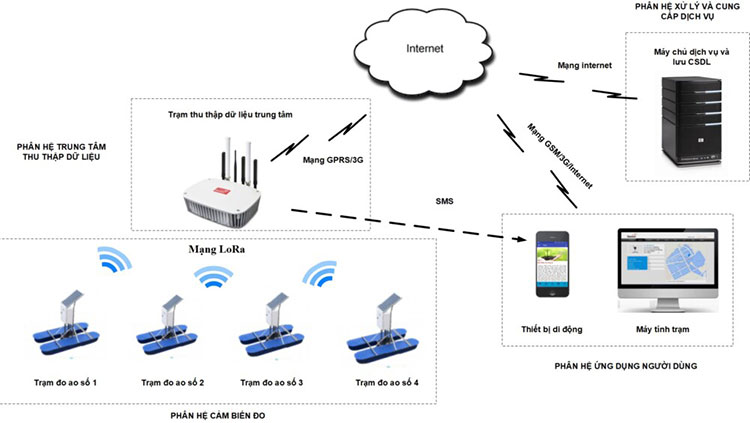 PHÂN HỆ XỬ LÝ VÀ CUNG
CẤP DỊCH VỤ
Internet
Mạng internet
Máy chủ dịch vụ và
lưu CSDL
Trạm thu thập dữ liệu trung tâm
PHÂN HỆ TRUNG TÂM
THU THẬP DỮ LIỆU
Mạng GPRS/3G
Mạng GSM/3G/Internet
SMS
Mạng LoRa
Trạm đo ao số 1
Trạm đo ao số 2
Trạm đo ao số 3
Trạm đo ao số 4
Thiết bị di động
Máy tính trạm
PHÂN HỆ ỨNG DỤNG NGƯỜI DÙNG
PHÂN HỆ CẢM BIẾN ĐO